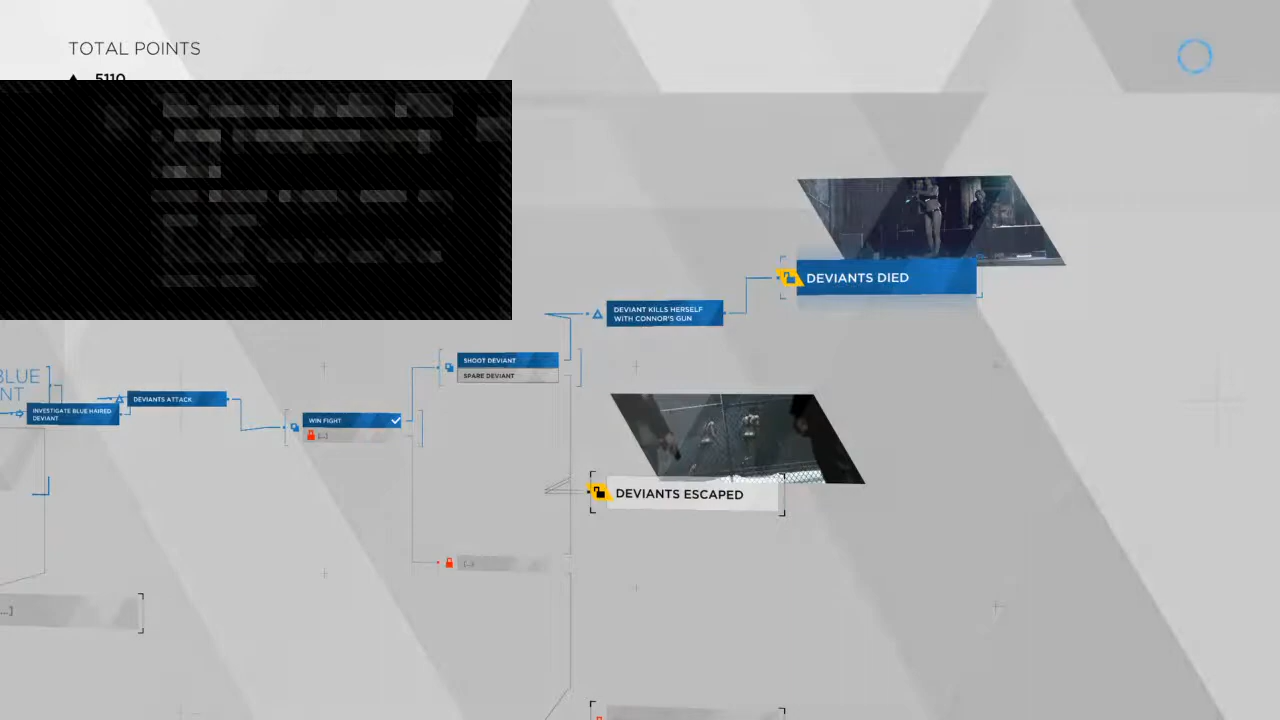 TOTAL POINTS
5110
DEVIANTS DIED
DEVIANT KILLS HERSELF
WITH CONNOR'S GUN
SHOOT DEVIANT
SPARE DEVIANT
BLUE
NT
INVESTIGATE BLUE HAIRED
DEVIANT
DEVIANTS ATTACK
WIN FIGHT
[...]
DEVIANTS ESCAPED
[...]
...]